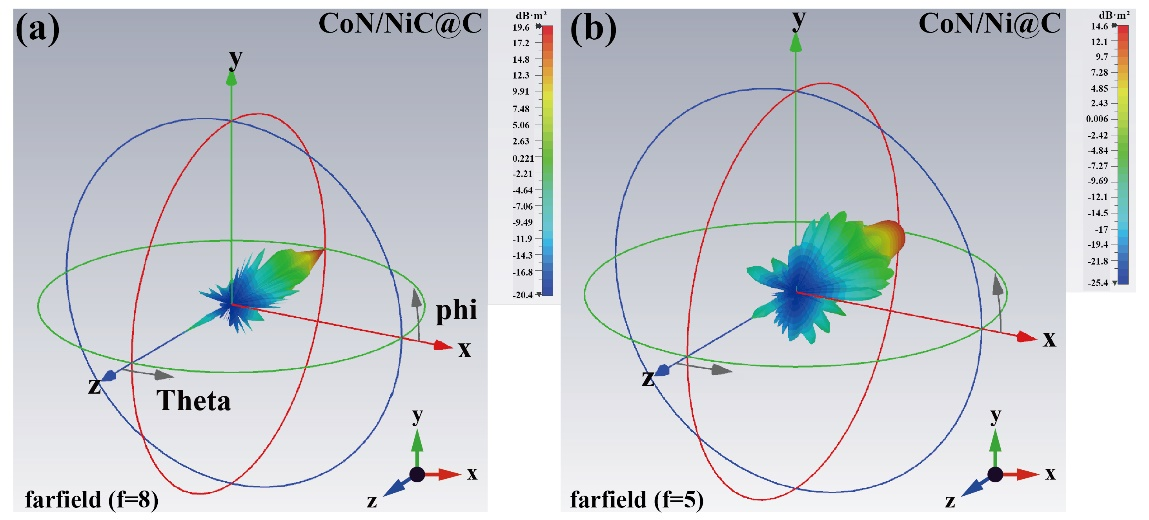 (a)
CoN/NiC@C
y
phi
x
z
Theta
y
x
z
farfield (f=8)
dB·m²
19.6
17.2
14.8
12.3
9.91
7.48
5.06
2.63
0.221
-2.21
-4.64
-7.06
-9.49
-11.9
-14.3
-16.8
-20.4
(b)
CoN/Ni@C
y
x
z
y
x
z
farfield (f=5)
dB·m²
14.6
12.1
9.7
7.28
4.85
2.43
0.006
-2.42
-4.84
-7.27
-9.69
-12.1
-14.5
-17
-19.4
-21.8
-25.4